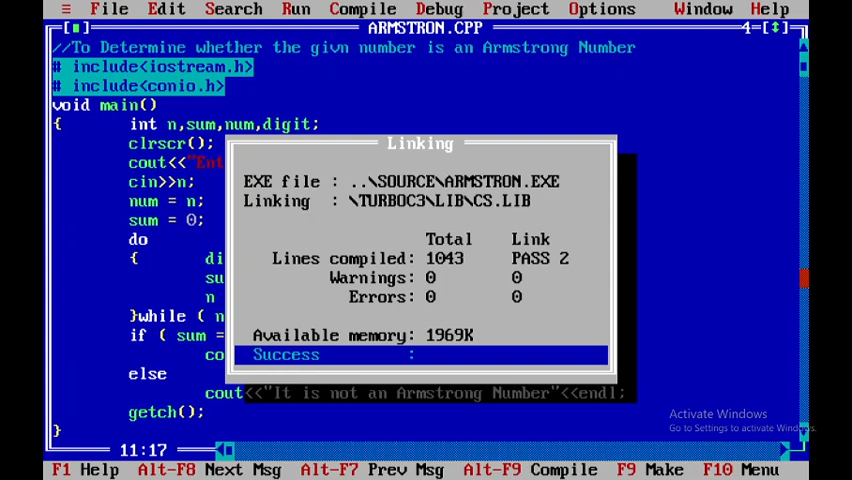 ≡ File Edit Search Run Compile Debug Project Options Window Help
[■] ARMSTRON.CPP 4=[↕]
//To Determine whether the givn number is an Armstrong Number
# include<iostream.h>
# include<conio.h>
void main()
{ int n,sum,num,digit;
clrscr();
cout<<"Ent
cin>>n;
num = n;
sum = 0;
do
{ di
su
n
}while ( n
if ( sum =
co
else
cout<<"It is not an Armstrong Number"<<endl;
getch();
}
Linking
EXE file : ..\SOURCE\ARMSTRON.EXE
Linking : \TURBOC3\LIB\CS.LIB
Total Link
Lines compiled: 1043 PASS 2
Warnings: 0 0
Errors: 0 0
Available memory: 1969K
Success :
Activate Windows
Go to Settings to activate Windows.
11:17
F1 Help Alt-F8 Next Msg Alt-F7 Prev Msg Alt-F9 Compile F9 Make F10 Menu